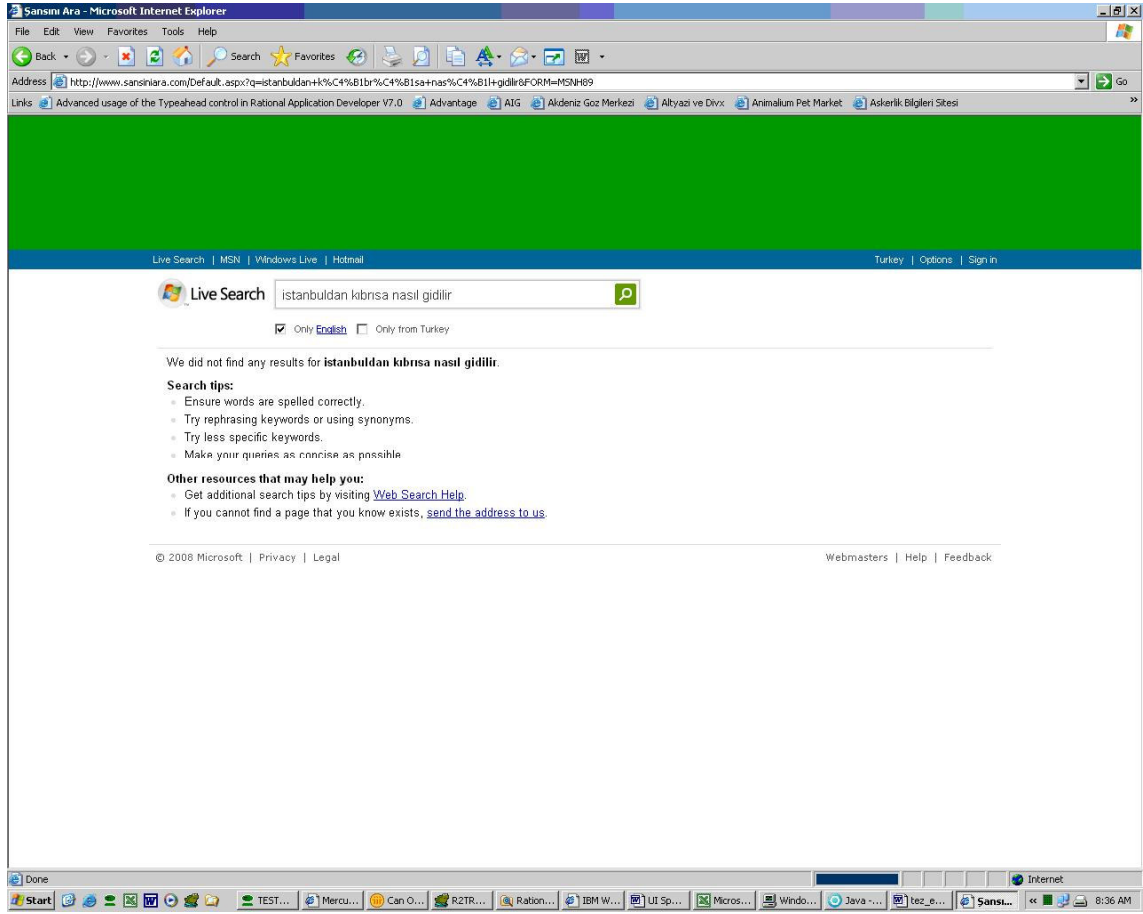 Şansını Ara - Microsoft Internet Explorer
File Edit View Favorites Tools Help
Back Search Favorites
Address http://www.sansiniara.com/Default.aspx?q=istanbuldan+k%C4%B1br%C4%B1sa+nas%C4%B1l+gidilir&FORM=MSNH89 Go
Links Advanced usage of the Typeahead control in Rational Application Developer V7.0 Advantage AIG Akdeniz Goz Merkezi Altyazi ve Divx Animalium Pet Market Askerlik Bilgileri Sitesi »
Live Search | MSN | Windows Live | Hotmail Turkey | Options | Sign in
Live Search istanbuldan kıbrısa nasıl gidilir
Only English Only from Turkey
We did not find any results for istanbuldan kıbrısa nasıl gidilir.
Search tips:
Ensure words are spelled correctly.
Try rephrasing keywords or using synonyms.
Try less specific keywords.
Make your queries as concise as possible
Other resources that may help you:
Get additional search tips by visiting Web Search Help.
If you cannot find a page that you know exists, send the address to us.
© 2008 Microsoft | Privacy | Legal Webmasters | Help | Feedback
Done Internet
Start TEST... Mercu... Can O... R2TR... Ration... IBM W... UI Sp... Micros... Windo... Java -... tez_e... Şansı... « 8:36 AM